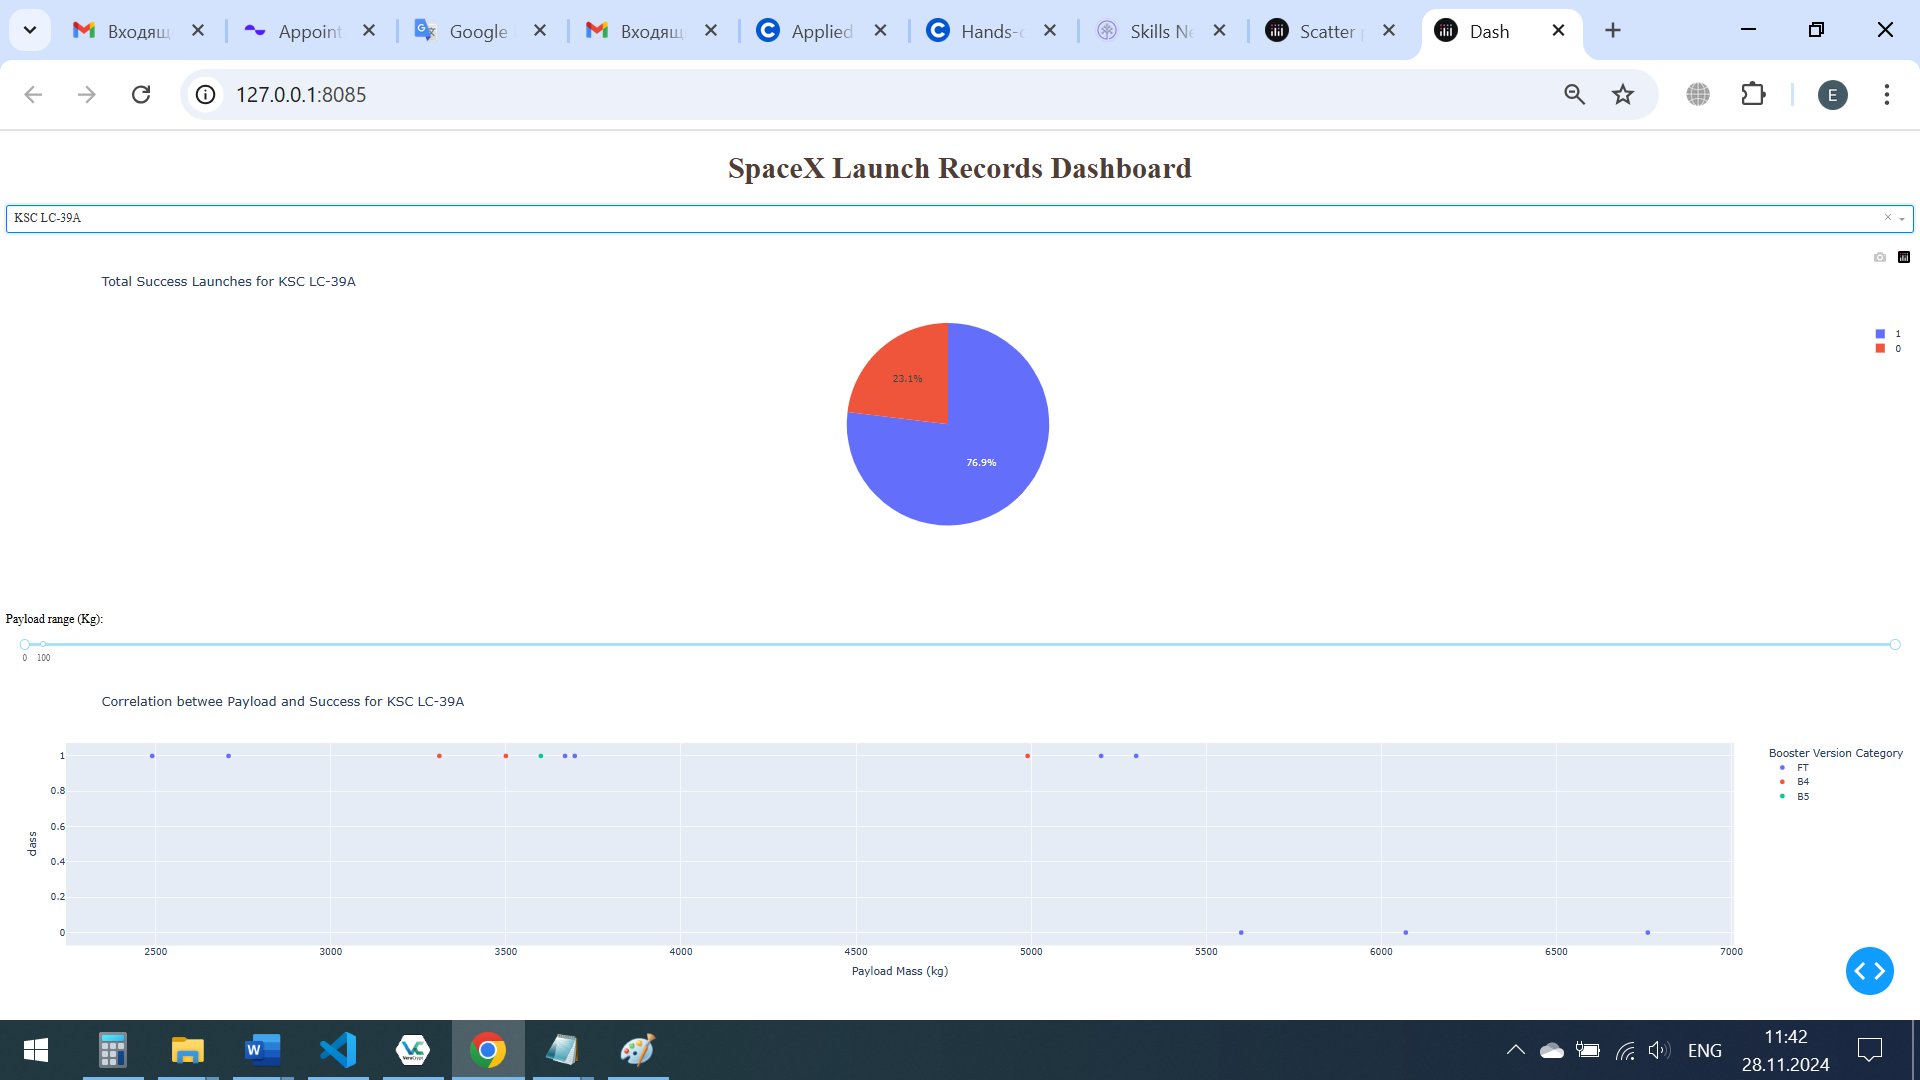 Входящ
Appoint
Google
Входящ
Applied
Hands-o
Skills Ne
Scatter
Dash
127.0.0.1:8085
E
SpaceX Launch Records Dashboard
KSC LC-39A
Total Success Launches for KSC LC-39A
1
0
23.1%
76.9%
Payload range (Kg):
0 100
Correlation betwee Payload and Success for KSC LC-39A
Booster Version Category
FT
B4
B5
1
0.8
0.6
0.4
0.2
0
class
2500 3000 3500 4000 4500 5000 5500 6000 6500 7000
Payload Mass (kg)
ENG
11:42
28.11.2024